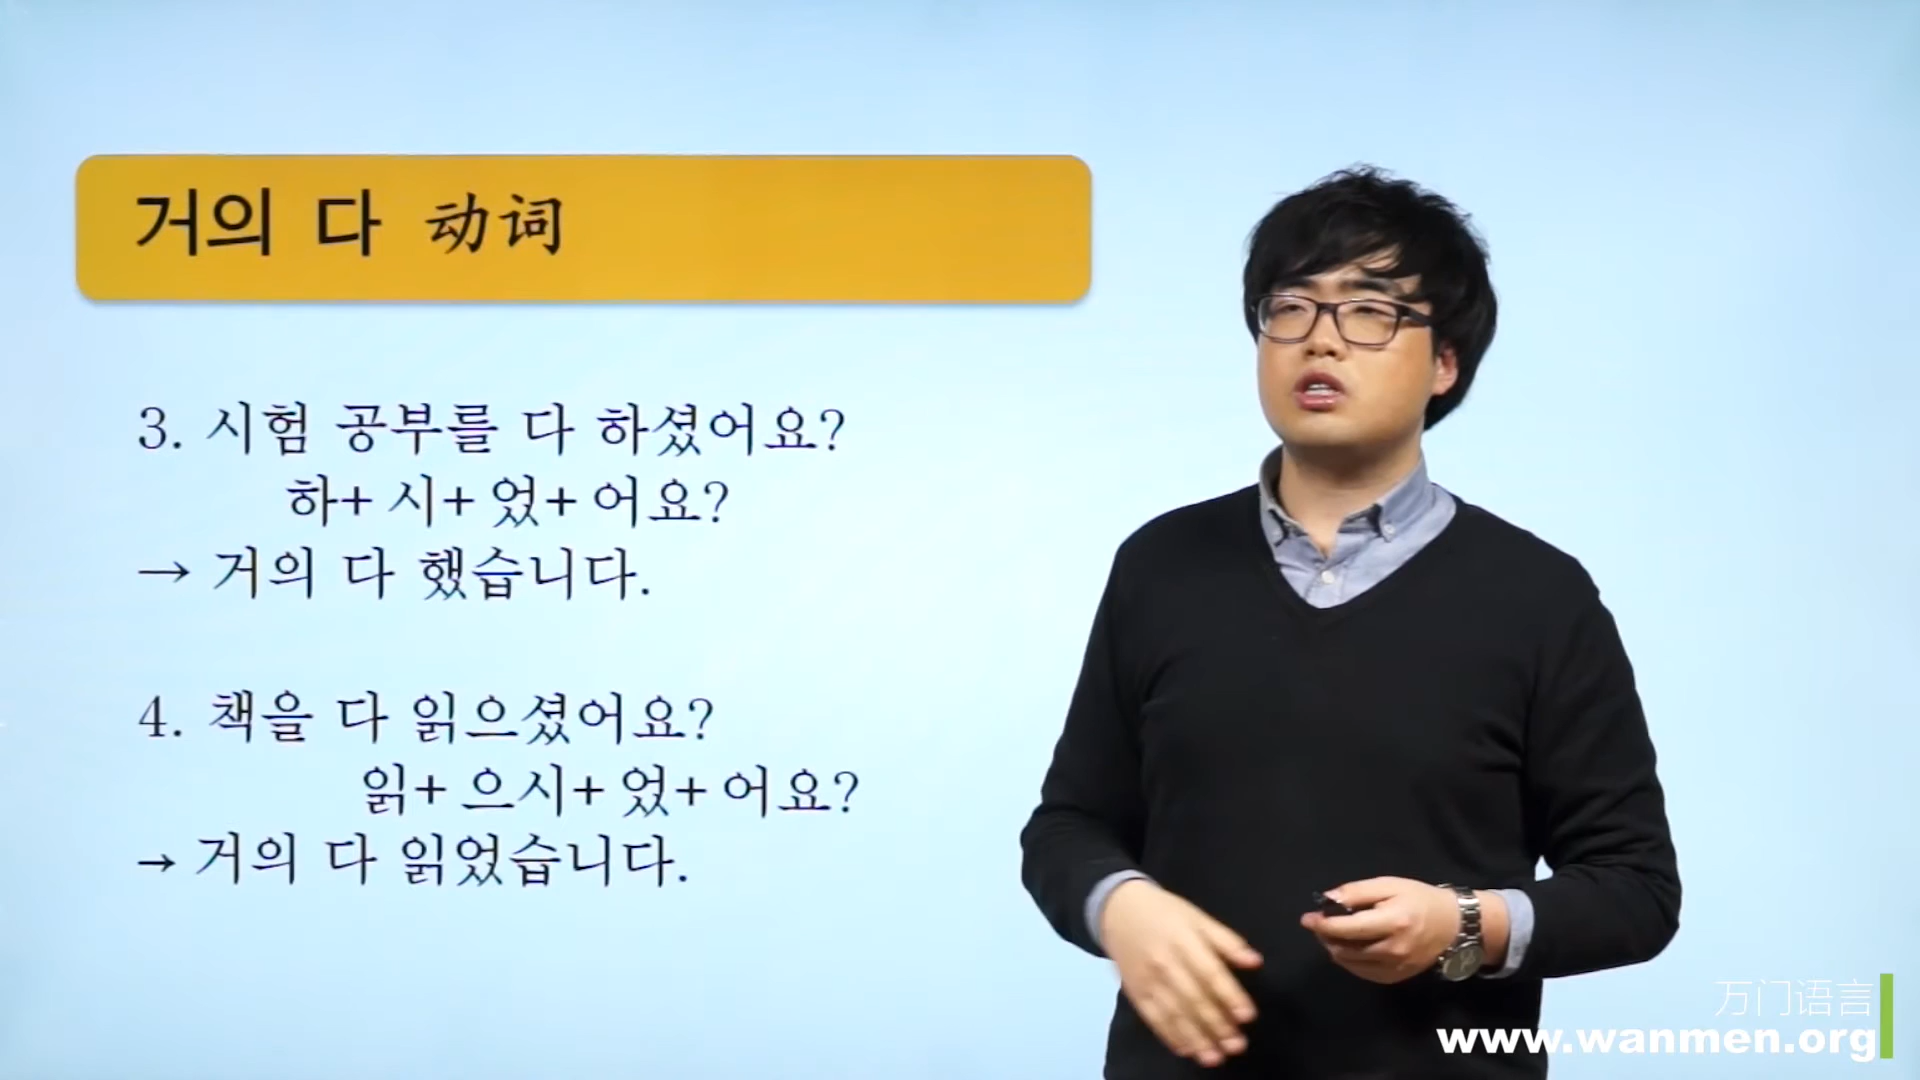 거의 다 动词
3. 시험 공부를 다 하셨어요?
하+ 시+ 었+ 어요?
→ 거의 다 했습니다.
4. 책을 다 읽으셨어요?
읽+ 으시+ 었+ 어요?
→ 거의 다 읽었습니다.
万门语言
www.wanmen.org